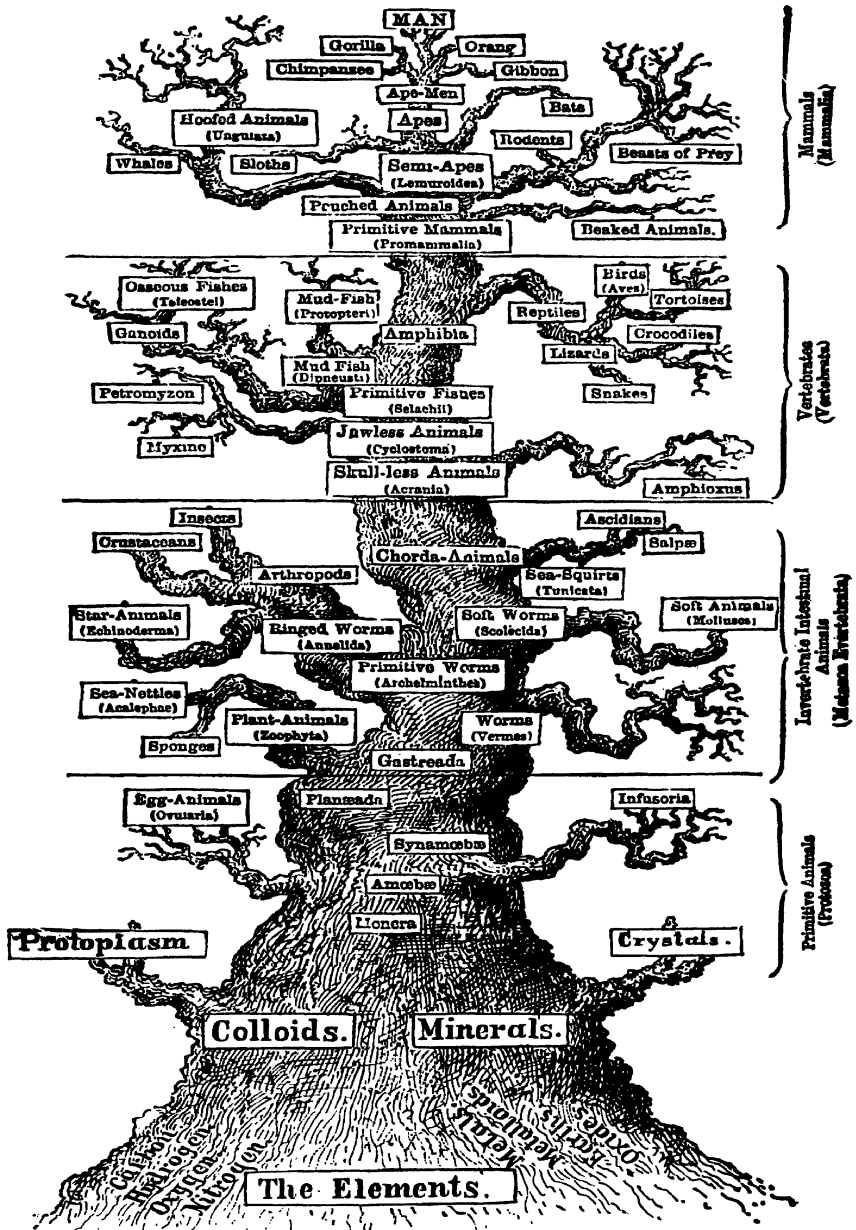 MAN
Gorilla
Orang
Chimpanzee
Gibbon
Ape-Men
Bats
Hoofed Animals
(Ungulata)
Apes
Rodents
Whales
Sloths
Semi-Apes
(Lemuroidea)
Beasts of Prey
Pouched Animals
Primitive Mammals
(Promammalia)
Beaked Animals.
Mammals
(Mammalia)
Osseous Fishes
(Teleostei)
Mud-Fish
(Protopteri)
Birds
(Aves)
Tortoises
Reptiles
Ganoids
Amphibia
Crocodiles
Lizards
Mud Fish
(Dipneusti)
Petromyzon
Primitive Fishes
(Selachii)
Snakes
Myxine
Jawless Animals
(Cyclostoma)
Skull-less Animals
(Acrania)
Amphioxus
Vertebrates
(Vertebrata)
Insects
Ascidians
Crustaceans
Salpæ
Chorda-Animals
Arthropods
Sea-Squirts
(Tunicata)
Star-Animals
(Echinoderma)
Ringed Worms
(Annelida)
Soft Worms
(Scolecida)
Soft Animals
(Mollusca)
Primitive Worms
(Archelminthes)
Sea-Nettles
(Acalephae)
Plant-Animals
(Zoophyta)
Worms
(Vermes)
Sponges
Gastreada
Invertebrate Intestinal
Animals
(Metazoa Evertebrata)
Egg-Animals
(Ovularia)
Planæada
Infusoria
Synamœbæ
Amœbæ
Monera
Primitive Animals
(Protozoa)
Protoplasm
Crystals.
Colloids.
Minerals.
Carbon
Hydrogen
Oxygen
Nitrogen
Metals.
Metalloids
Earths
Oxides
The Elements.